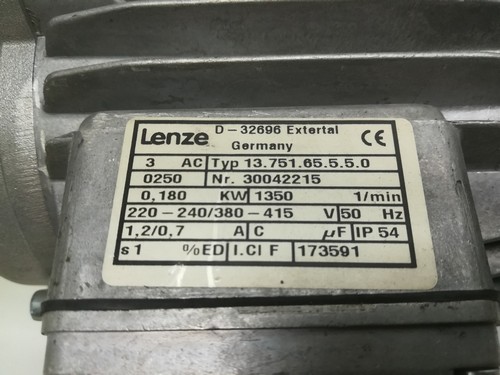 Lenze D-32696 Extertal
Germany CE
3 AC Typ 13.751.65.5.5.0
0250 Nr. 30042215
0,180 KW 1350 1/min
220-240/380-415 V 50 Hz
1,2/0,7 A C µF IP 54
s1 %ED I.Cl F 173591